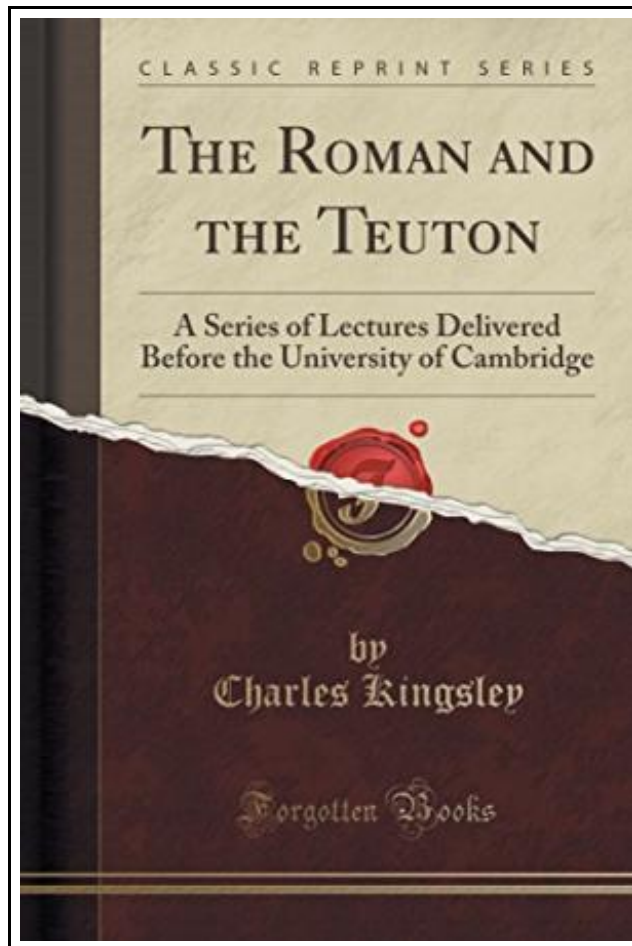 CLASSIC REPRINT SERIES
THE ROMAN AND
THE TEUTON
A Series of Lectures Delivered
Before the University of Cambridge
by
Charles Kingsley
Forgotten Books